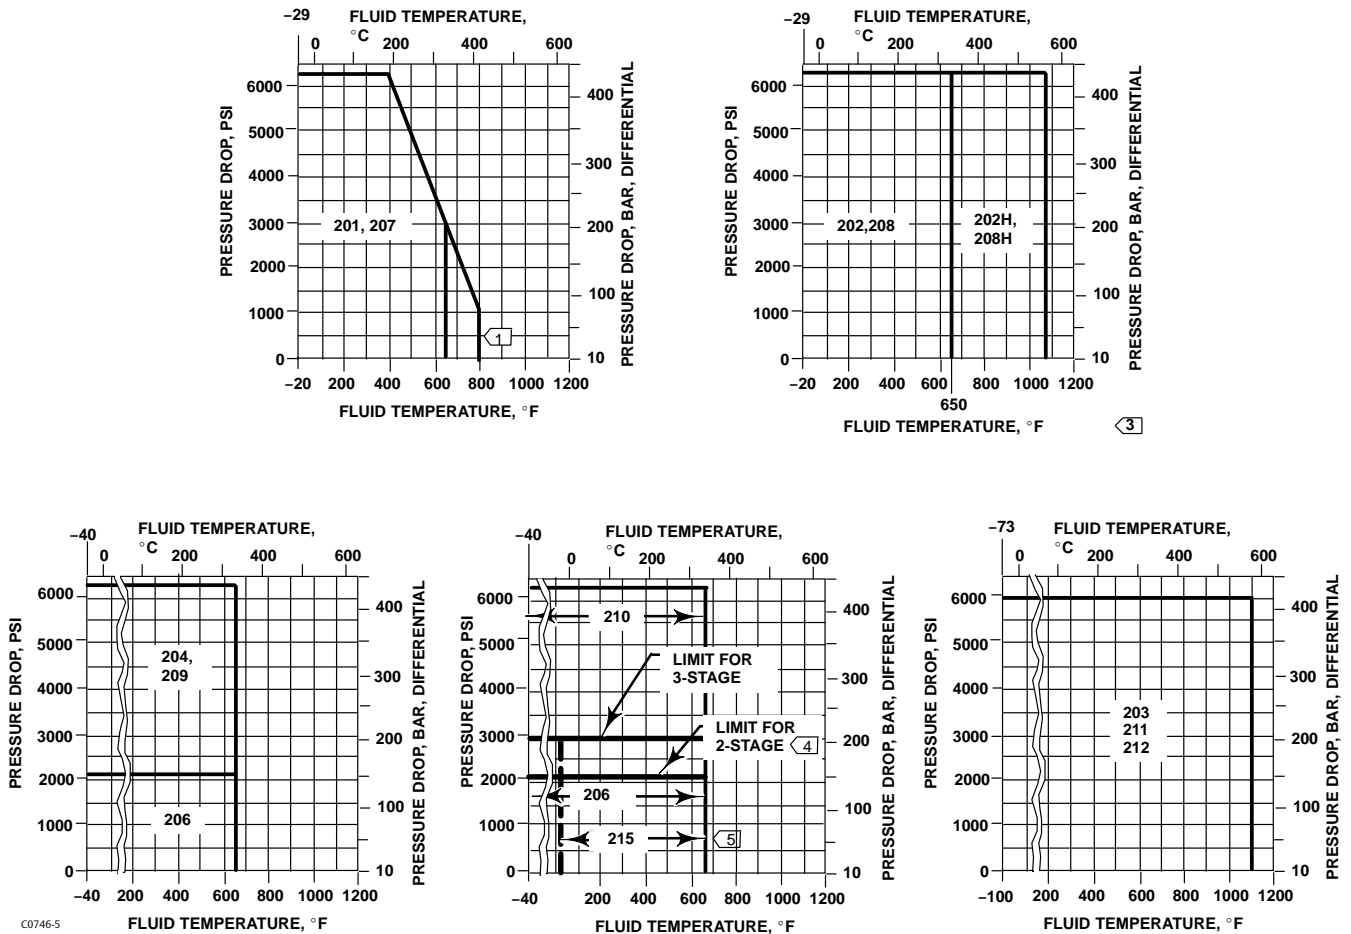 –29
FLUID TEMPERATURE,
°C
0 200 400 600
6000
5000
4000
3000
2000
1000
0
PRESSURE DROP, PSI
400
300
200
100
10
PRESSURE DROP, BAR, DIFFERENTIAL
201, 207
1
–20 200 400 600 800 1000 1200
FLUID TEMPERATURE, °F
–29
FLUID TEMPERATURE,
°C
0 200 400 600
6000
5000
4000
3000
2000
1000
0
PRESSURE DROP, PSI
400
300
200
100
10
PRESSURE DROP, BAR, DIFFERENTIAL
202,208
202H,
208H
–20 200 400 600 800 1000 1200
650
FLUID TEMPERATURE, °F
3
–40
FLUID TEMPERATURE,
°C
0 200 400 600
6000
5000
4000
3000
2000
1000
0
PRESSURE DROP, PSI
400
300
200
100
10
PRESSURE DROP, BAR, DIFFERENTIAL
204,
209
206
–40 200 400 600 800 1000 1200
FLUID TEMPERATURE, °F
–40
FLUID TEMPERATURE,
°C
0 200 400 600
6000
5000
4000
3000
2000
1000
0
PRESSURE DROP, PSI
400
300
200
100
10
PRESSURE DROP, BAR, DIFFERENTIAL
210
LIMIT FOR
3-STAGE
LIMIT FOR
2-STAGE
4
206
215
5
–40 200 400 600 800 1000 1200
FLUID TEMPERATURE, °F
–73
FLUID TEMPERATURE,
°C
0 200 400 600
6000
5000
4000
3000
2000
1000
0
PRESSURE DROP, PSI
400
300
200
100
10
PRESSURE DROP, BAR, DIFFERENTIAL
203
211
212
–100 200 400 600 800 1000 1200
FLUID TEMPERATURE, °F
C0746-5